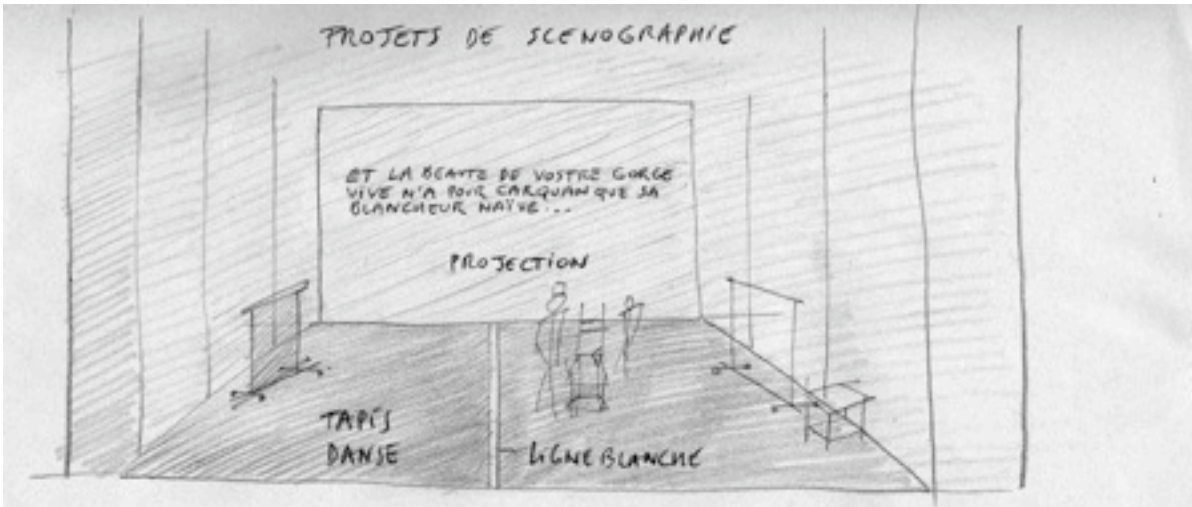 PROJETS DE SCENOGRAPHIE
ET LA BEAUTE DE VOSTRE GORGE
VIVE N'A POUR CARQUAN QUE SA
BLANCHEUR NAÏVE...
PROJECTION
TAPIS
DANSE
LIGNE BLANCHE